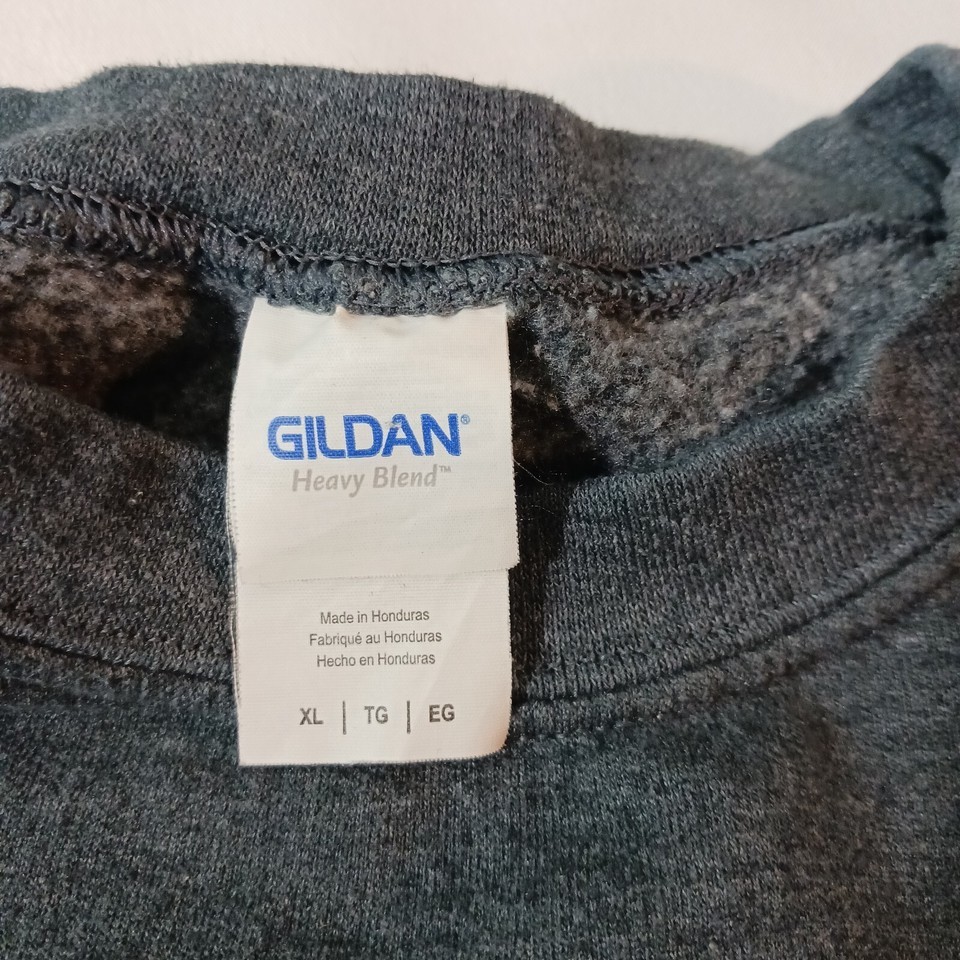 GILDAN®
Heavy Blend™
Made in Honduras
Fabriqué au Honduras
Hecho en Honduras
XL | TG | EG